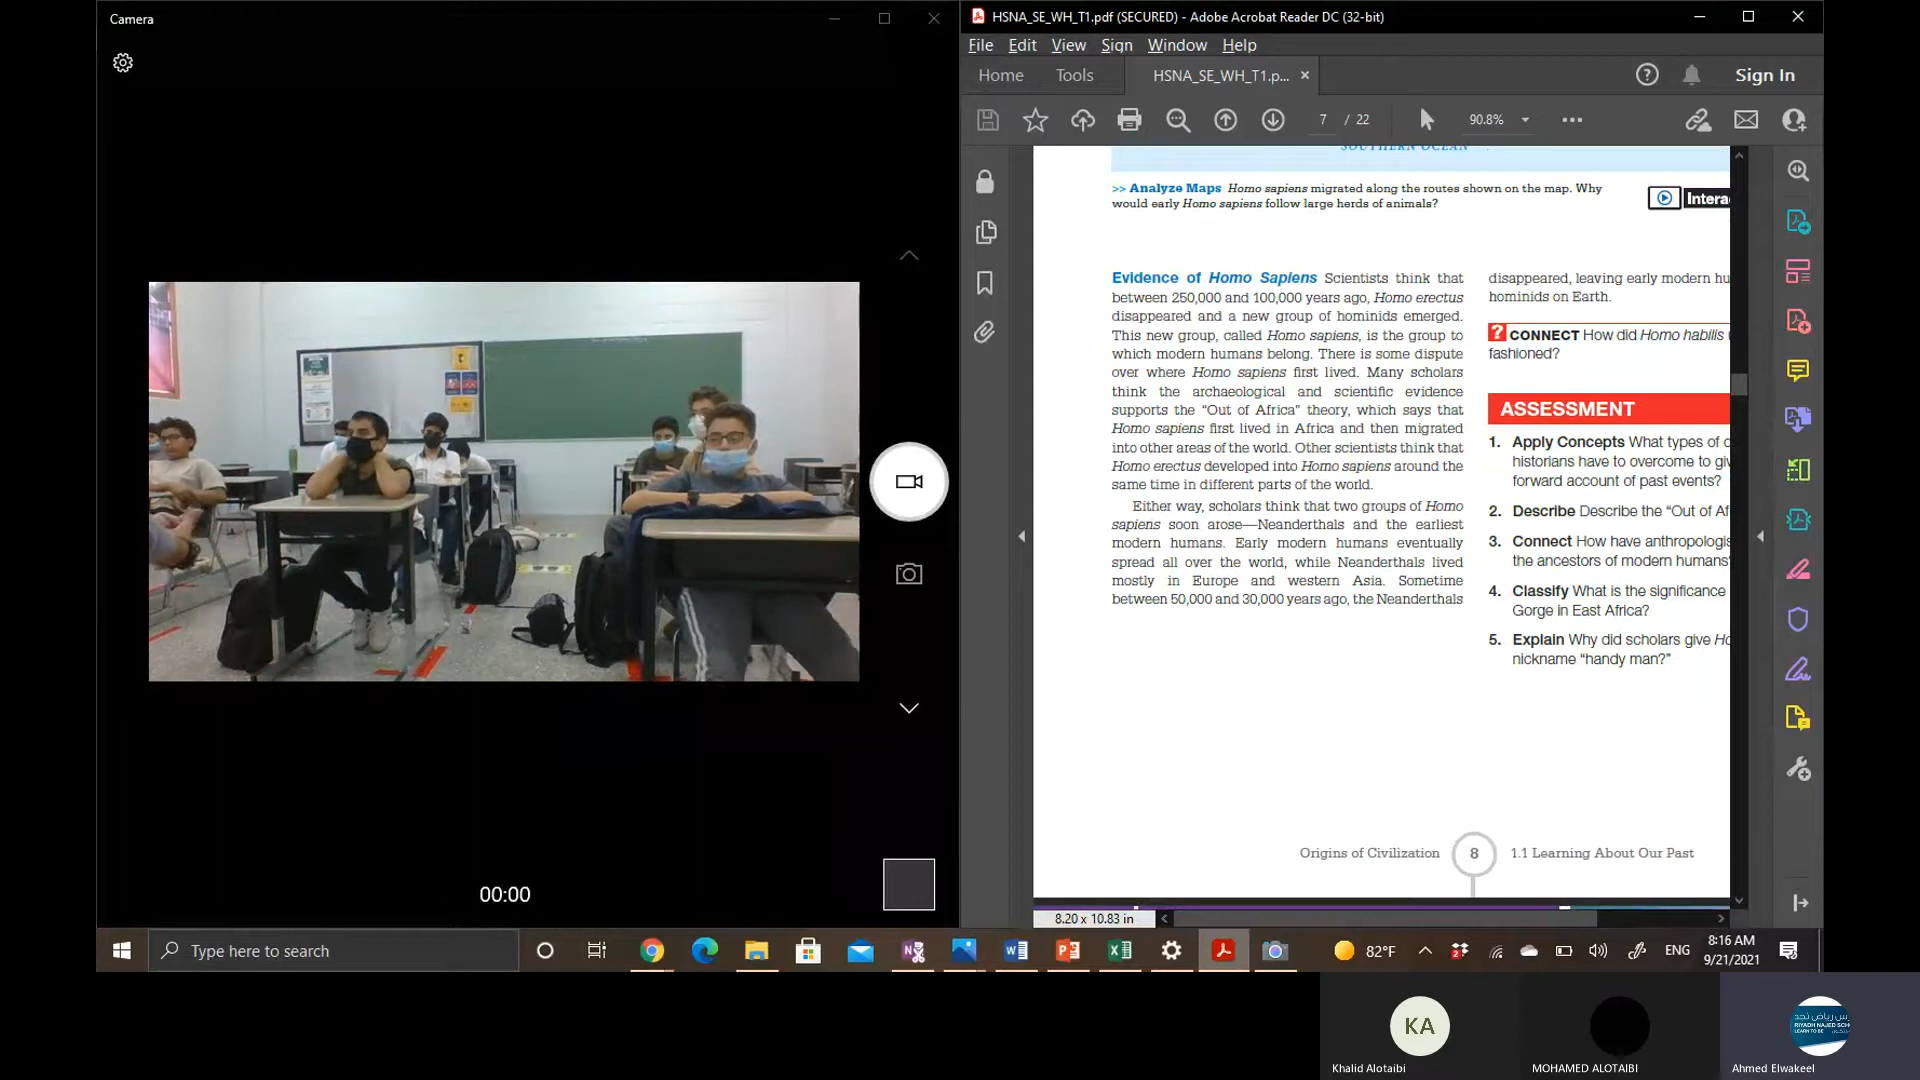 Camera
HSNA_SE_WH_T1.pdf (SECURED) - Adobe Acrobat Reader DC (32-bit)
File Edit View Sign Window Help
Home Tools HSNA_SE_WH_T1.p... Sign In
7 / 22 90.8%
SOUTHERN OCEAN
>> Analyze Maps Homo sapiens migrated along the routes shown on the map. Why
would early Homo sapiens follow large herds of animals?
Evidence of Homo Sapiens Scientists think that
between 250,000 and 100,000 years ago, Homo erectus
disappeared and a new group of hominids emerged.
This new group, called Homo sapiens, is the group to
which modern humans belong. There is some dispute
over where Homo sapiens first lived. Many scholars
think the archaeological and scientific evidence
supports the “Out of Africa” theory, which says that
Homo sapiens first lived in Africa and then migrated
into other areas of the world. Other scientists think that
Homo erectus developed into Homo sapiens around the
same time in different parts of the world.
Either way, scholars think that two groups of Homo
sapiens soon arose—Neanderthals and the earliest
modern humans. Early modern humans eventually
spread all over the world, while Neanderthals lived
mostly in Europe and western Asia. Sometime
between 50,000 and 30,000 years ago, the Neanderthals
disappeared, leaving early modern hu
hominids on Earth.
? CONNECT How did Homo habilis
fashioned?
ASSESSMENT
1. Apply Concepts What types of
historians have to overcome to giv
forward account of past events?
2. Describe Describe the “Out of Af
3. Connect How have anthropologis
the ancestors of modern humans
4. Classify What is the significance
Gorge in East Africa?
5. Explain Why did scholars give Ho
nickname “handy man?”
Interac
Origins of Civilization 8 1.1 Learning About Our Past
8.20 x 10.83 in
00:00
Type here to search
82°F
ENG
8:16 AM
9/21/2021
KA
Khalid Alotaibi
MOHAMED ALOTAIBI
RIYADH NAJED SCH
LEARN TO BE
Ahmed Elwakeel